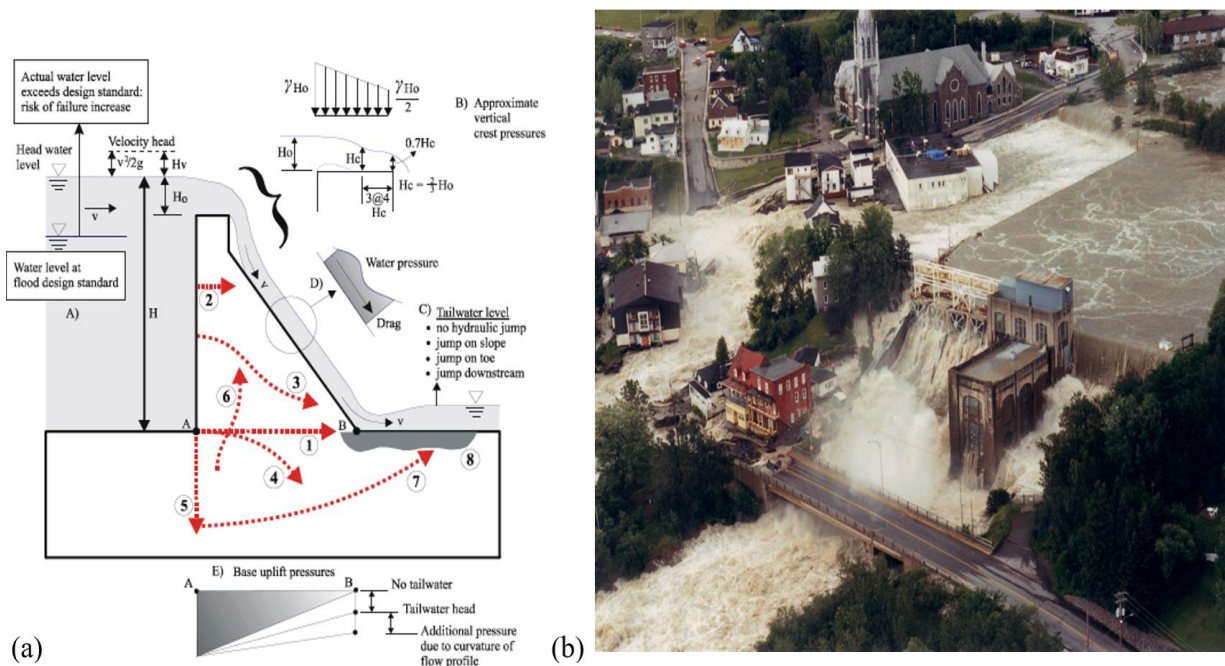 Actual water level
exceeds design standard:
risk of failure increase
Head water
level
Velocity head
v²/2g
Hv
Ho
v
Water level at
flood design standard
A)
H
γHo
γHo
2
B) Approximate
vertical
crest pressures
Ho
Hc
0.7Hc
Hc = 2/3 Ho
3@4
Hc
v
D)
Water pressure
Drag
C) Tailwater level
• no hydraulic jump
• jump on slope
• jump on toe
• jump downstream
2
3
6
A
B
v
1
4
8
7
5
E) Base uplift pressures
A
B
No tailwater
Tailwater head
Additional pressure
due to curvature of
flow profile
(a)
(b)